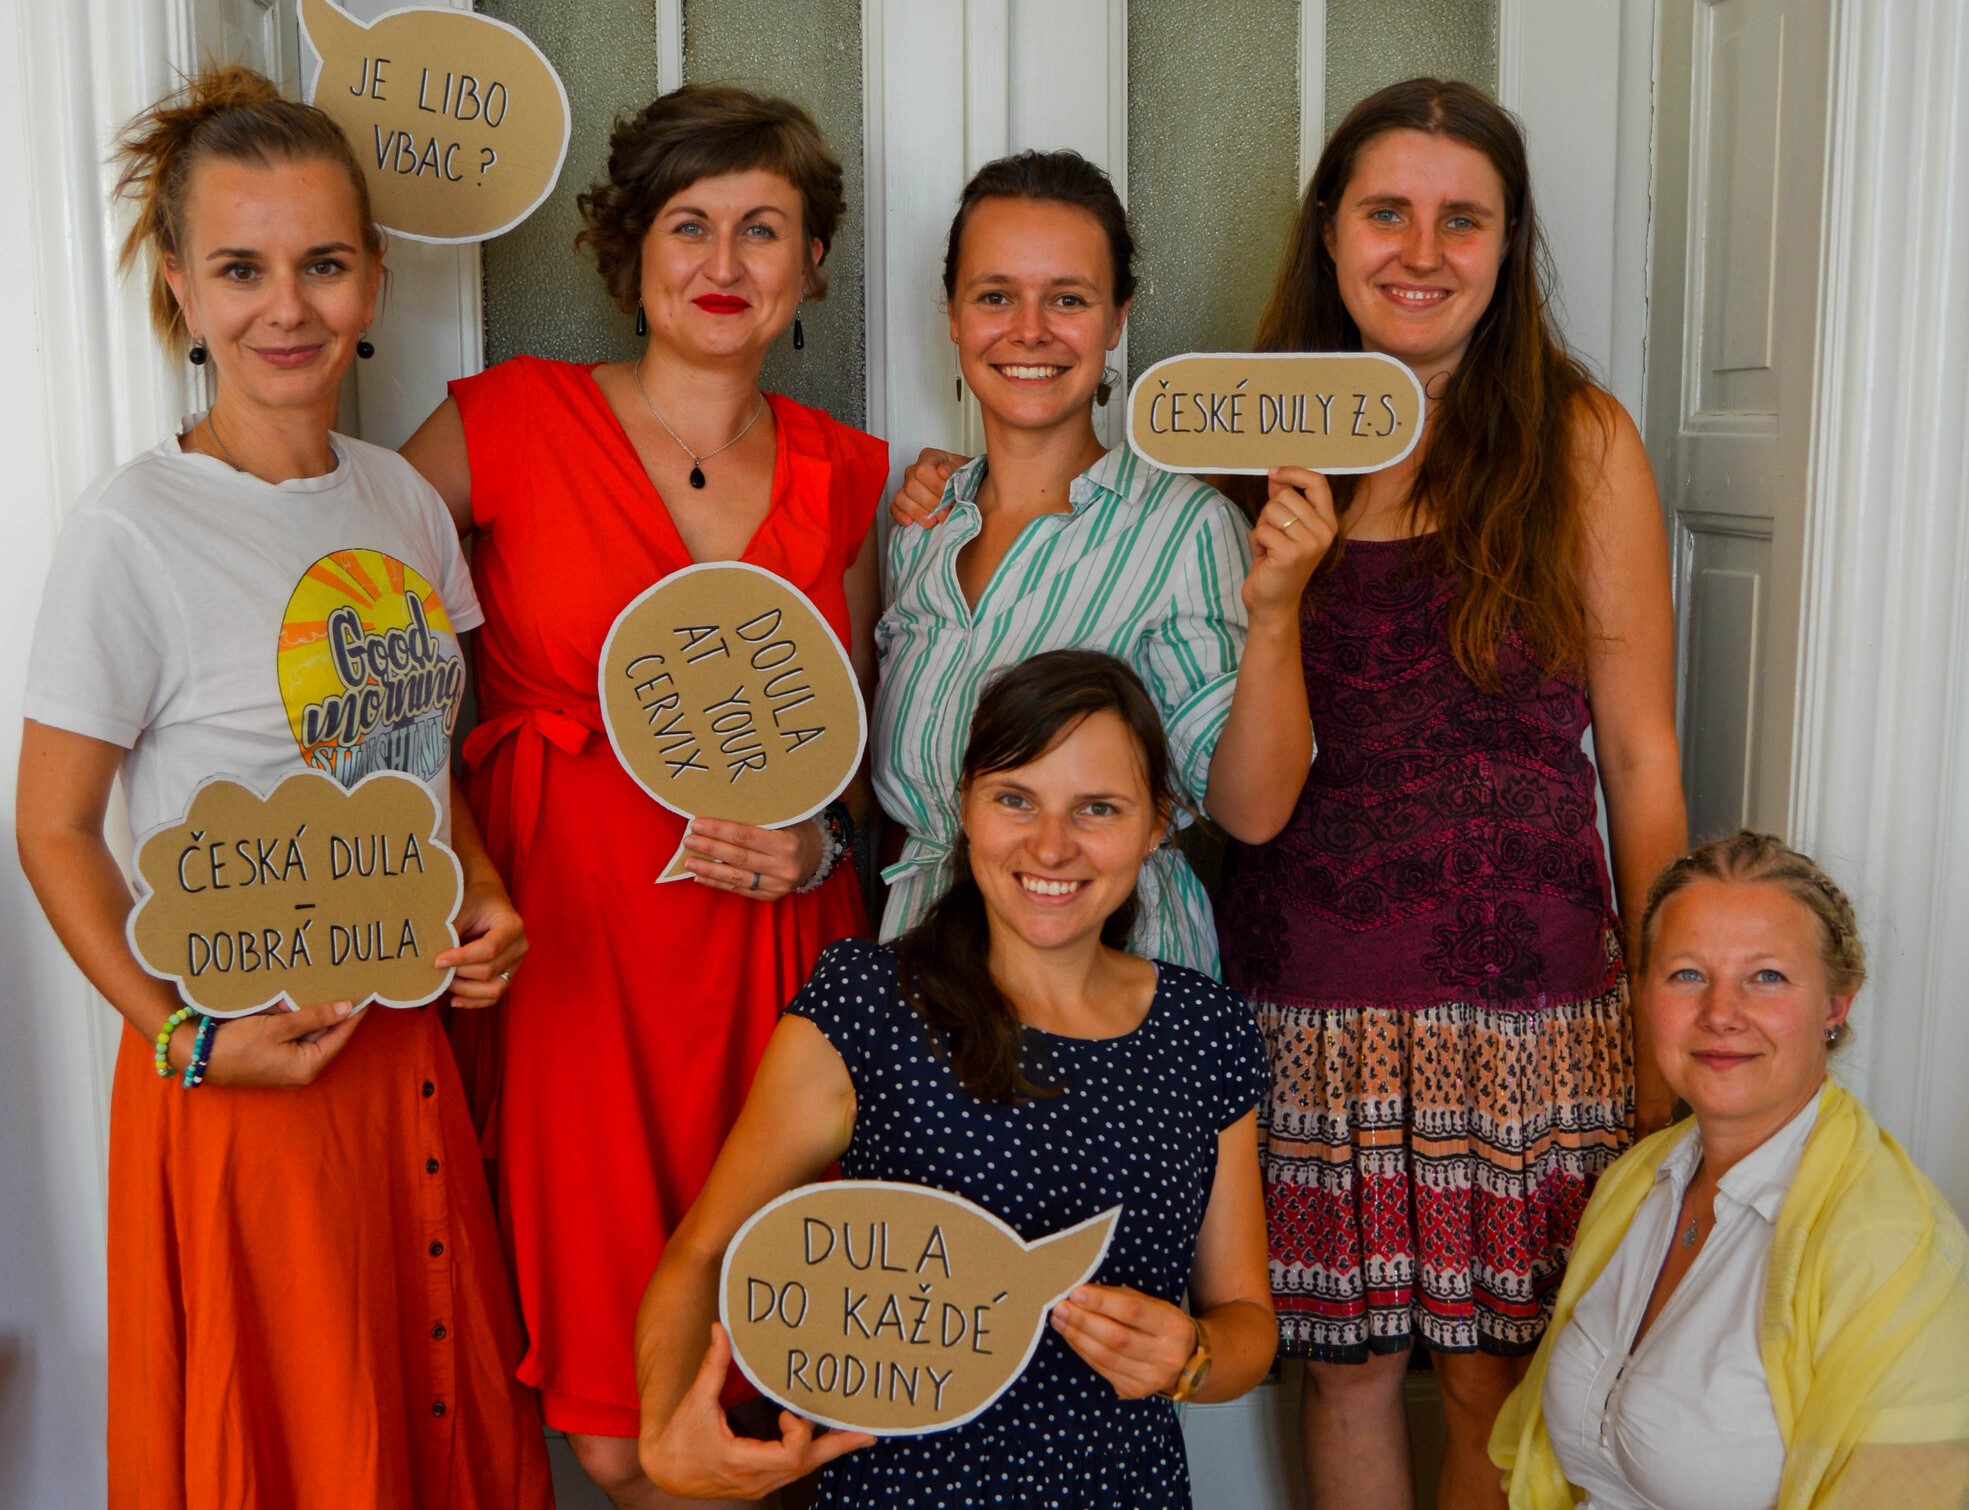 JE LIBO
VBAC?
ČESKÉ DULY Z.S.
DOULA
AT YOUR
CERVIX
Good
morning
SUNSHINE
ČESKÁ DULA
-
DOBRÁ DULA
DULA
DO KAŽDÉ
RODINY